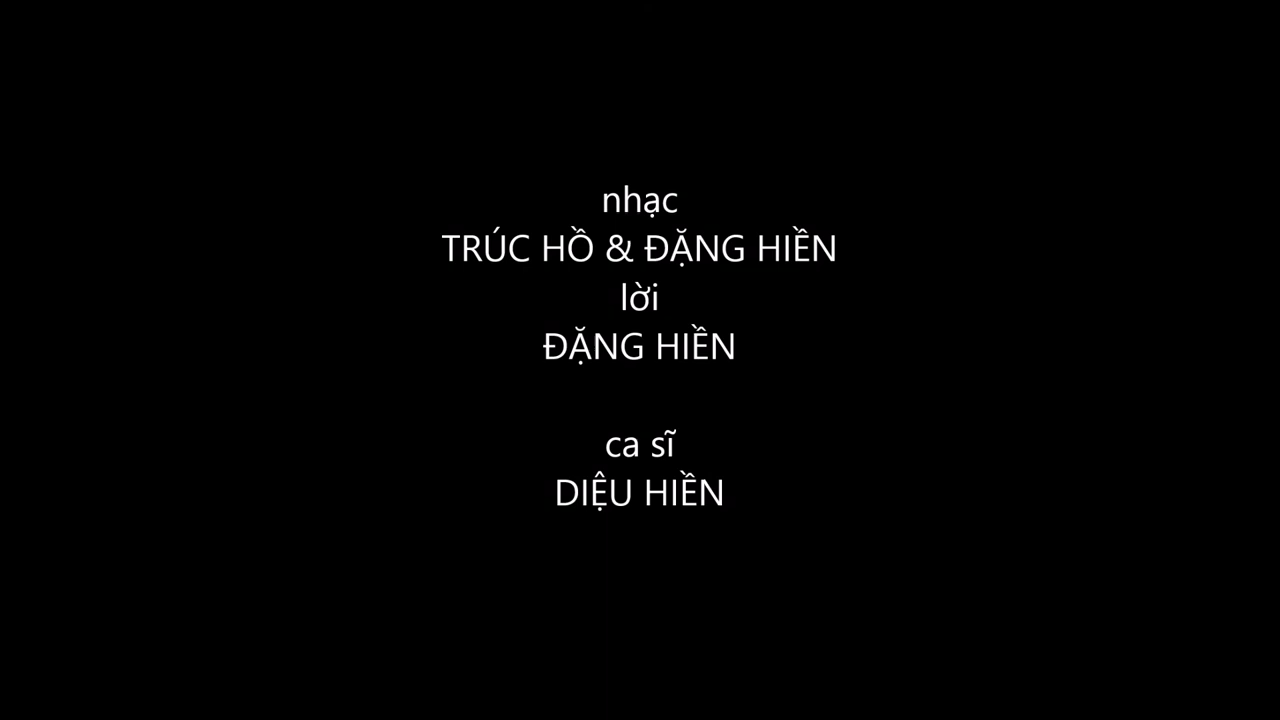 nhạc
TRÚC HỒ & ĐẶNG HIỀN
lời
ĐẶNG HIỀN
ca sĩ
DIỆU HIỀN